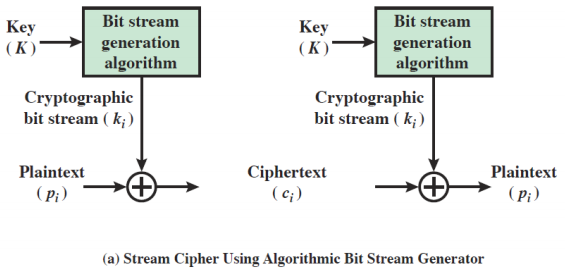 Key
(K)
Bit stream
generation
algorithm
Cryptographic
bit stream ( k_i )
Plaintext
( p_i )
Key
(K)
Bit stream
generation
algorithm
Cryptographic
bit stream ( k_i )
Ciphertext
( c_i )
Plaintext
( p_i )
(a) Stream Cipher Using Algorithmic Bit Stream Generator